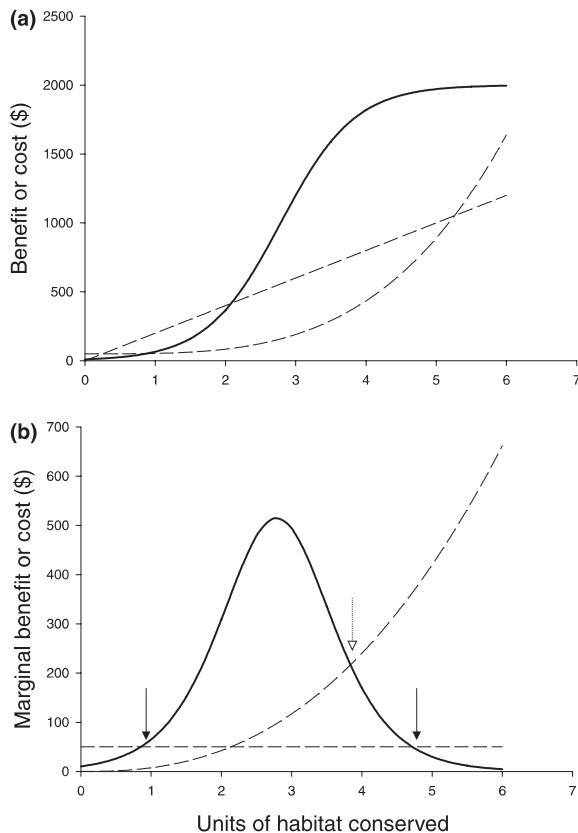 (a)
Benefit or cost ($)
2500
2000
1500
1000
500
0
0 1 2 3 4 5 6 7
(b)
Marginal benefit or cost ($)
700
600
500
400
300
200
100
0
0 1 2 3 4 5 6 7
Units of habitat conserved